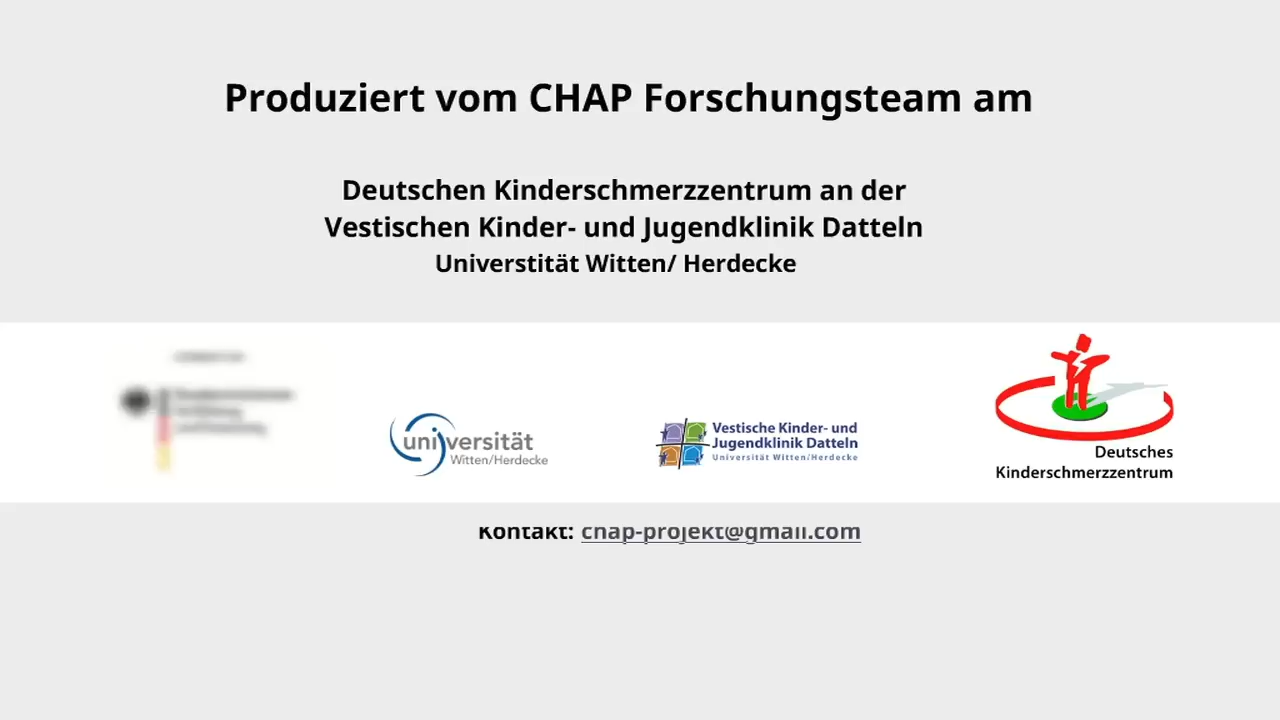 Produziert vom CHAP Forschungsteam am
Deutschen Kinderschmerzzentrum an der
Vestischen Kinder- und Jugendklinik Datteln
Universtität Witten/ Herdecke
universität
Witten/Herdecke
Vestische Kinder- und
Jugendklinik Datteln
Universität Witten/Herdecke
Deutsches
Kinderschmerzzentrum
Kontakt: chap-projekt@gmail.com